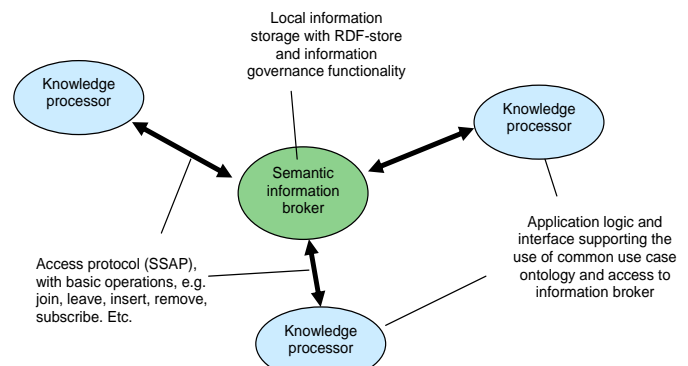 Local information
storage with RDF-store
and information
governance functionality
Knowledge
processor
Knowledge
processor
Semantic
information
broker
Application logic and
interface supporting the
use of common use case
ontology and access to
information broker
Access protocol (SSAP),
with basic operations, e.g.
join, leave, insert, remove,
subscribe. Etc.
Knowledge
processor